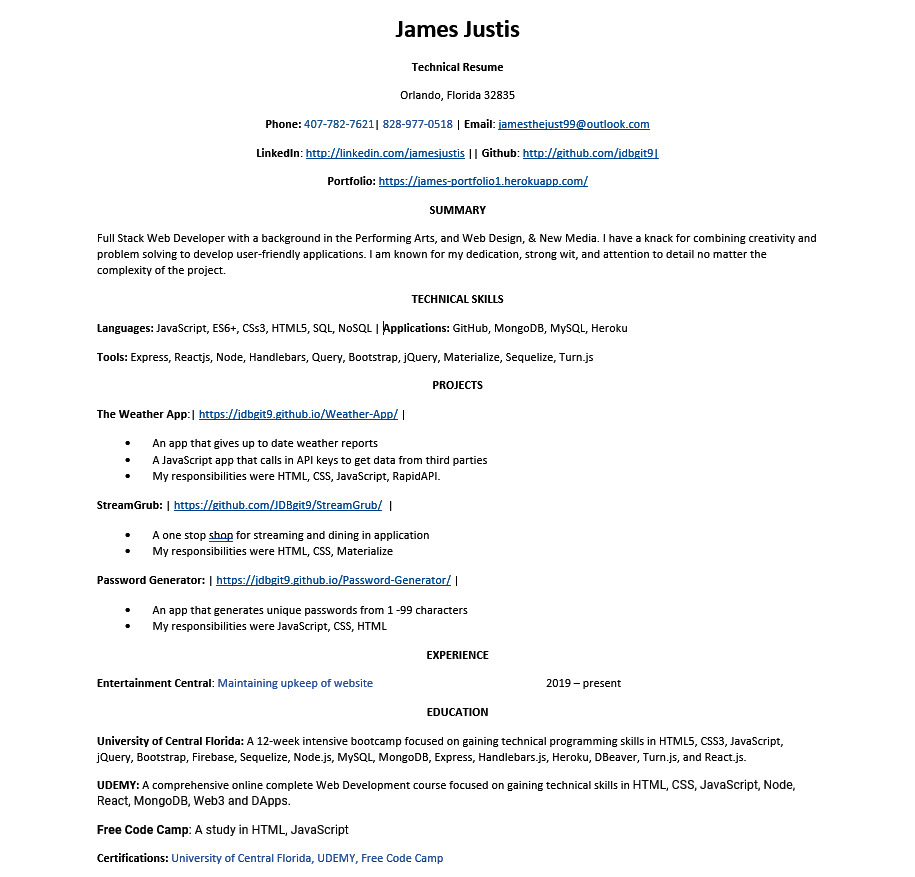 James Justis
Technical Resume
Orlando, Florida 32835
Phone: 407-782-7621| 828-977-0518 | Email: jamesthejust99@outlook.com
LinkedIn: http://linkedin.com/jamesjustis || Github: http://github.com/jdbgit9|
Portfolio: https://james-portfolio1.herokuapp.com/
SUMMARY
Full Stack Web Developer with a background in the Performing Arts, and Web Design, & New Media. I have a knack for combining creativity and
problem solving to develop user-friendly applications. I am known for my dedication, strong wit, and attention to detail no matter the
complexity of the project.
TECHNICAL SKILLS
Languages: JavaScript, ES6+, CSs3, HTML5, SQL, NoSQL | Applications: GitHub, MongoDB, MySQL, Heroku
Tools: Express, Reactjs, Node, Handlebars, Query, Bootstrap, jQuery, Materialize, Sequelize, Turn.js
PROJECTS
The Weather App:| https://jdbgit9.github.io/Weather-App/ |
• An app that gives up to date weather reports
• A JavaScript app that calls in API keys to get data from third parties
• My responsibilities were HTML, CSS, JavaScript, RapidAPI.
StreamGrub: | https://github.com/JDBgit9/StreamGrub/ |
• A one stop shop for streaming and dining in application
• My responsibilities were HTML, CSS, Materialize
Password Generator: | https://jdbgit9.github.io/Password-Generator/ |
• An app that generates unique passwords from 1 -99 characters
• My responsibilities were JavaScript, CSS, HTML
EXPERIENCE
Entertainment Central: Maintaining upkeep of website 2019 – present
EDUCATION
University of Central Florida: A 12-week intensive bootcamp focused on gaining technical programming skills in HTML5, CSS3, JavaScript,
jQuery, Bootstrap, Firebase, Sequelize, Node.js, MySQL, MongoDB, Express, Handlebars.js, Heroku, DBeaver, Turn.js, and React.js.
UDEMY: A comprehensive online complete Web Development course focused on gaining technical skills in HTML, CSS, JavaScript, Node,
React, MongoDB, Web3 and DApps.
Free Code Camp: A study in HTML, JavaScript
Certifications: University of Central Florida, UDEMY, Free Code Camp